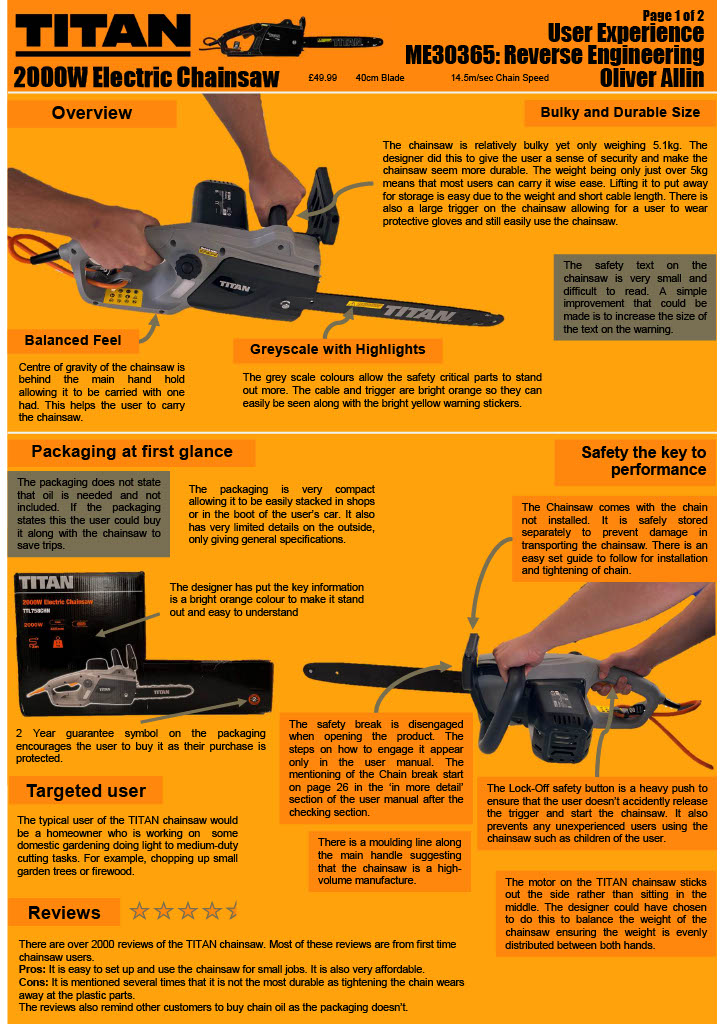 TITAN
2000W Electric Chainsaw
£49.99 40cm Blade 14.5m/sec Chain Speed
Page 1 of 2
User Experience
ME30365: Reverse Engineering
Oliver Allin
Overview
Bulky and Durable Size
The chainsaw is relatively bulky yet only weighing 5.1kg. The
designer did this to give the user a sense of security and make the
chainsaw seem more durable. The weight being only just over 5kg
means that most users can carry it wise ease. Lifting it to put away
for storage is easy due to the weight and short cable length. There is
also a large trigger on the chainsaw allowing for a user to wear
protective gloves and still easily use the chainsaw.
The safety text on the
chainsaw is very small and
difficult to read. A simple
improvement that could be
made is to increase the size of
the text on the warning.
TITAN
TITAN
Balanced Feel
Centre of gravity of the chainsaw is
behind the main hand hold
allowing it to be carried with one
had. This helps the user to carry
the chainsaw.
Greyscale with Highlights
The grey scale colours allow the safety critical parts to stand
out more. The cable and trigger are bright orange so they can
easily be seen along with the bright yellow warning stickers.
Packaging at first glance
The packaging does not state
that oil is needed and not
included. If the packaging
states this the user could buy
it along with the chainsaw to
save trips.
The packaging is very compact
allowing it to be easily stacked in shops
or in the boot of the user's car. It also
has very limited details on the outside,
only giving general specifications.
The designer has put the key information
is a bright orange colour to make it stand
out and easy to understand
TITAN
2000W Electric Chainsaw
TTL758CHN
2000W
TITAN
TITAN
2
2 Year guarantee symbol on the packaging
encourages the user to buy it as their purchase is
protected.
Safety the key to
performance
The Chainsaw comes with the chain
not installed. It is safely stored
separately to prevent damage in
transporting the chainsaw. There is an
easy set guide to follow for installation
and tightening of chain.
The safety break is disengaged
when opening the product. The
steps on how to engage it appear
only in the user manual. The
mentioning of the Chain break start
on page 26 in the 'in more detail'
section of the user manual after the
checking section.
The Lock-Off safety button is a heavy push to
ensure that the user doesn't accidently release
the trigger and start the chainsaw. It also
prevents any unexperienced users using the
chainsaw such as children of the user.
There is a moulding line along
the main handle suggesting
that the chainsaw is a high-
volume manufacture.
The motor on the TITAN chainsaw sticks
out the side rather than sitting in the
middle. The designer could have chosen
to do this to balance the weight of the
chainsaw ensuring the weight is evenly
distributed between both hands.
Targeted user
The typical user of the TITAN chainsaw would
be a homeowner who is working on some
domestic gardening doing light to medium-duty
cutting tasks. For example, chopping up small
garden trees or firewood.
Reviews
There are over 2000 reviews of the TITAN chainsaw. Most of these reviews are from first time
chainsaw users.
Pros: It is easy to set up and use the chainsaw for small jobs. It is also very affordable.
Cons: It is mentioned several times that it is not the most durable as tightening the chain wears
away at the plastic parts.
The reviews also remind other customers to buy chain oil as the packaging doesn't.